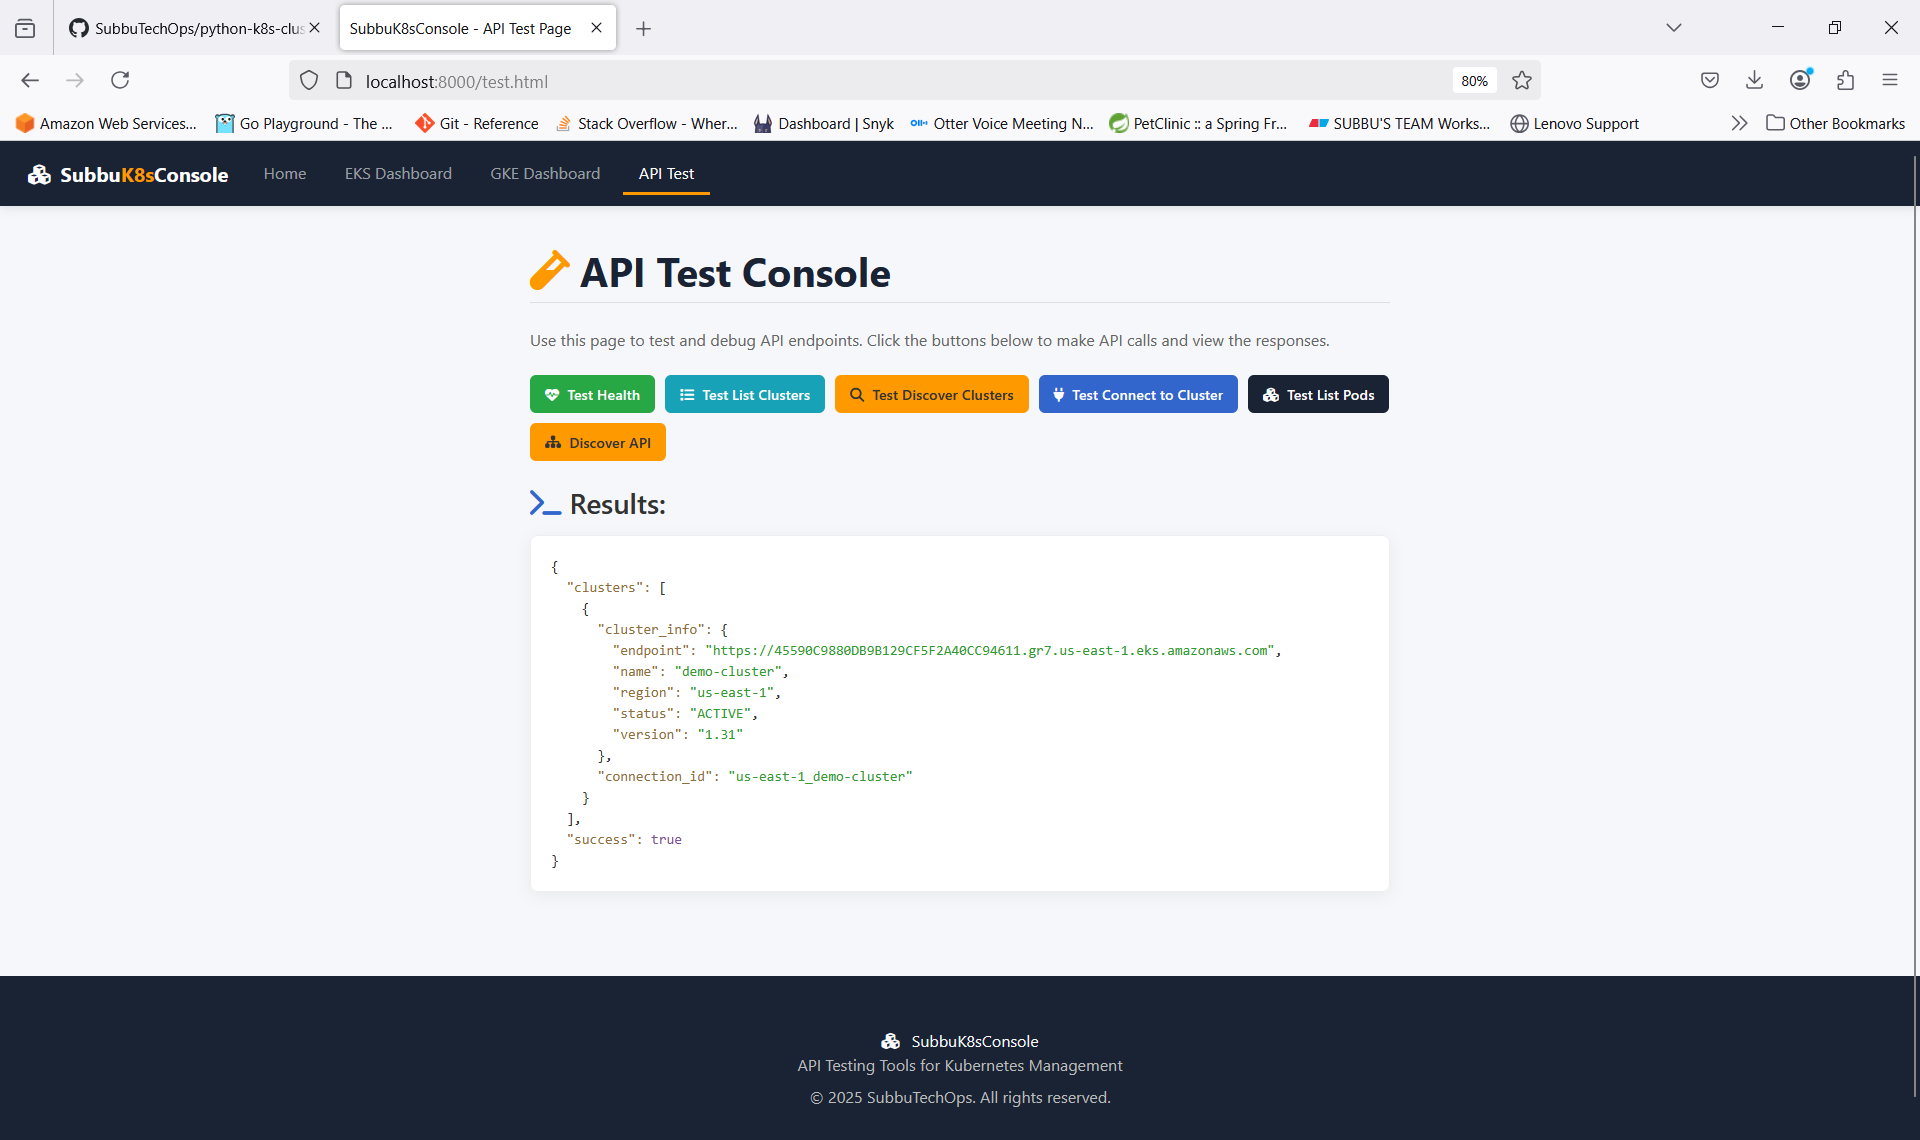 SubbuTechOps/python-k8s-clus
SubbuK8sConsole - API Test Page
localhost:8000/test.html
80%
Amazon Web Services...
Go Playground - The ...
Git - Reference
Stack Overflow - Wher...
Dashboard | Snyk
Otter Voice Meeting N...
PetClinic :: a Spring Fr...
SUBBU'S TEAM Works...
Lenovo Support
Other Bookmarks
SubbuK8sConsole
Home
EKS Dashboard
GKE Dashboard
API Test
API Test Console
Use this page to test and debug API endpoints. Click the buttons below to make API calls and view the responses.
Test Health
Test List Clusters
Test Discover Clusters
Test Connect to Cluster
Test List Pods
Discover API
Results:
{
"clusters": [
{
"cluster_info": {
"endpoint": "https://45590C9880DB9B129CF5F2A40CC94611.gr7.us-east-1.eks.amazonaws.com",
"name": "demo-cluster",
"region": "us-east-1",
"status": "ACTIVE",
"version": "1.31"
},
"connection_id": "us-east-1_demo-cluster"
}
],
"success": true
}
SubbuK8sConsole
API Testing Tools for Kubernetes Management
© 2025 SubbuTechOps. All rights reserved.